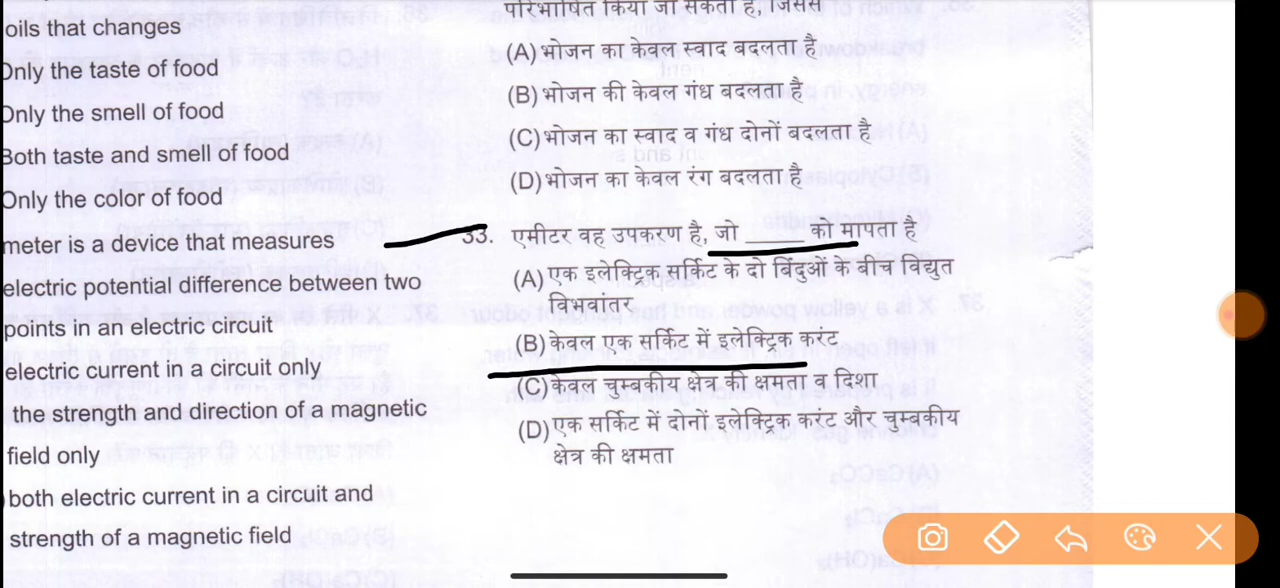 oils that changes
Only the taste of food
Only the smell of food
Both taste and smell of food
Only the color of food
meter is a device that measures
electric potential difference between two
points in an electric circuit
electric current in a circuit only
the strength and direction of a magnetic
field only
both electric current in a circuit and
strength of a magnetic field
परिभाषित किया जा सकता है, जिससे
(A) भोजन का केवल स्वाद बदलता है
(B) भोजन की केवल गंध बदलता है
(C) भोजन का स्वाद व गंध दोनों बदलता है
(D) भोजन का केवल रंग बदलता है
33. एमीटर वह उपकरण है, जो _____ को मापता है
(A) एक इलेक्ट्रिक सर्किट के दो बिंदुओं के बीच विद्युत
विभवांतर
(B) केवल एक सर्किट में इलेक्ट्रिक करंट
(C) केवल चुम्बकीय क्षेत्र की क्षमता व दिशा
(D) एक सर्किट में दोनों इलेक्ट्रिक करंट और चुम्बकीय
क्षेत्र की क्षमता